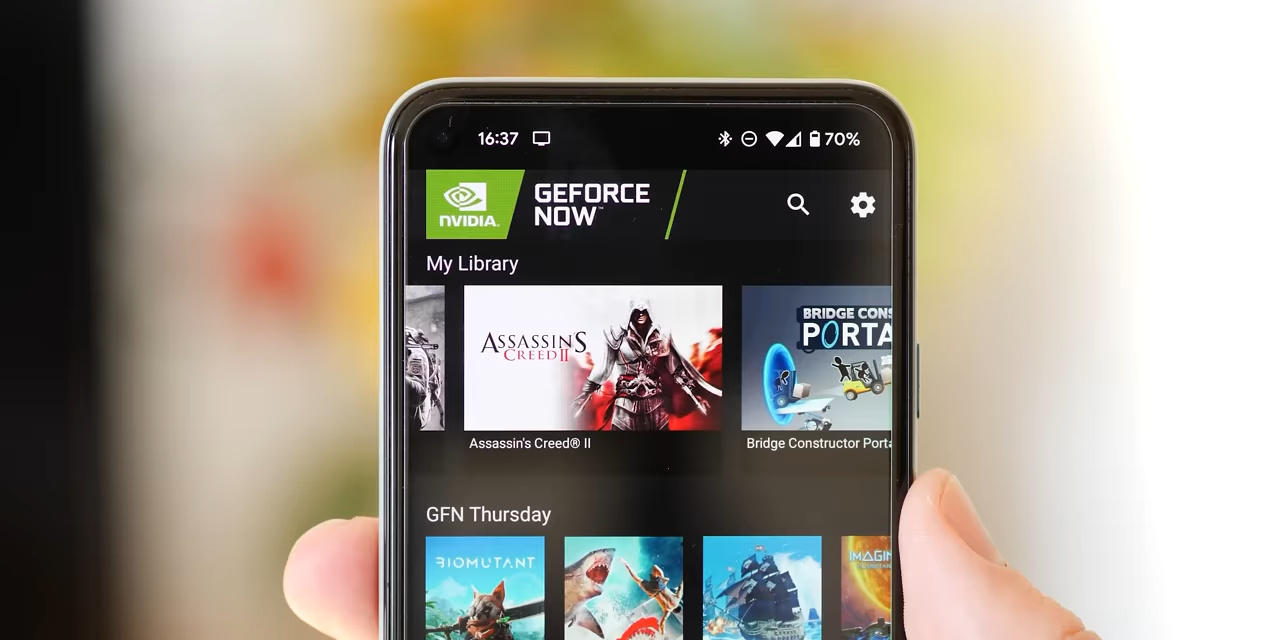 16:37
70%
NVIDIA.
GEFORCE
NOW™
My Library
ASSASSIN'S
CREED II
BRIDGE CONS
PORTA
Assassin's Creed® II
Bridge Constructor Porta
GFN Thursday
BIOMUTANT
IMAGIN